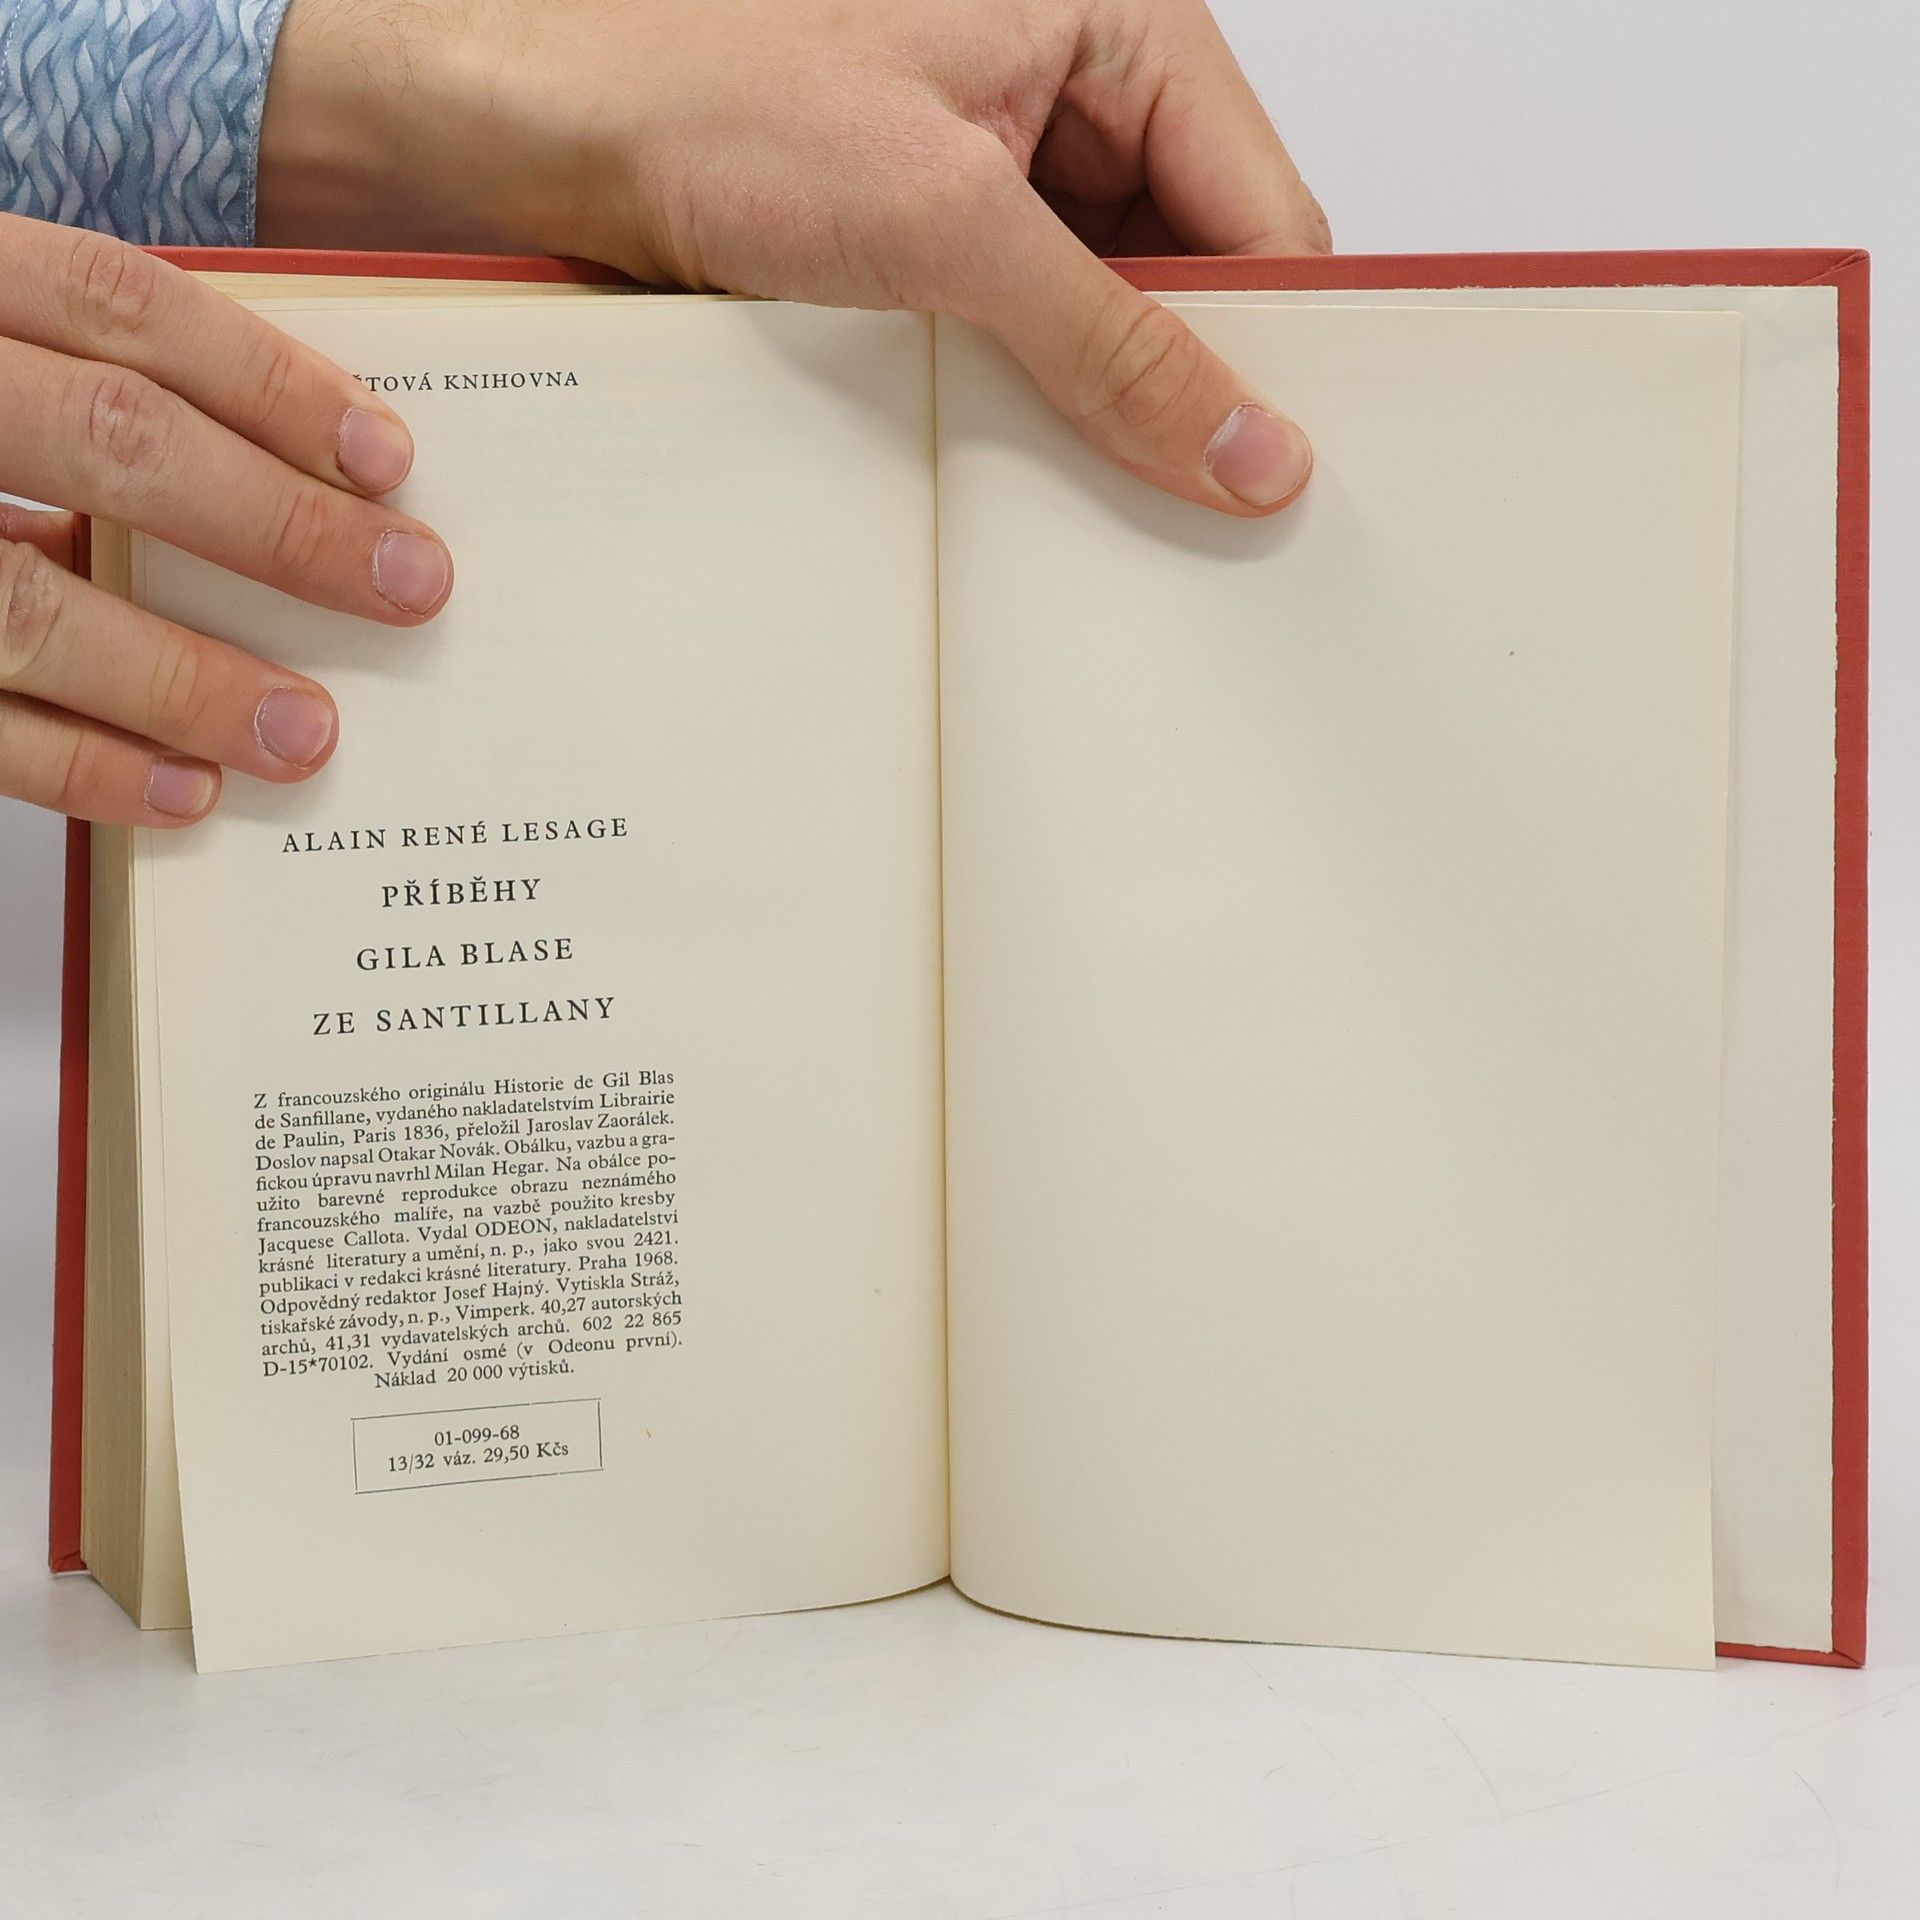 KNIHOVNA
ALAIN RENÉ LESAGE
PŘÍBĚHY
GILA BLASE
ZE SANTILLANY
Z francouzského originálu Historie de Gil Blas
de Sanfillane, vydaného nakladatelstvím Librairie
de Paulin, Paris 1836, přeložil Jaroslav Zaorálek.
Doslov napsal Otakar Novák. Obálku, vazbu a gra-
fickou úpravu navrhl Milan Hegar. Na obálce po-
užito barevné reprodukce obrazu neznámého
francouzského malíře, na vazbě použito kresby
Jacquese Callota. Vydal ODEON, nakladatelství
krásné literatury a umění, n. p., jako svou 2421.
publikaci v redakci krásné literatury. Praha 1968.
Odpovědný redaktor Josef Hajný. Vytiskla Stráž,
tiskařské závody, n. p., Vimperk. 40,27 autorských
archů, 41,31 vydavatelských archů. 602 22 865
D-15*70102. Vydání osmé (v Odeonu první).
Náklad 20 000 výtisků.
01-099-68
13/32 váz. 29,50 Kčs